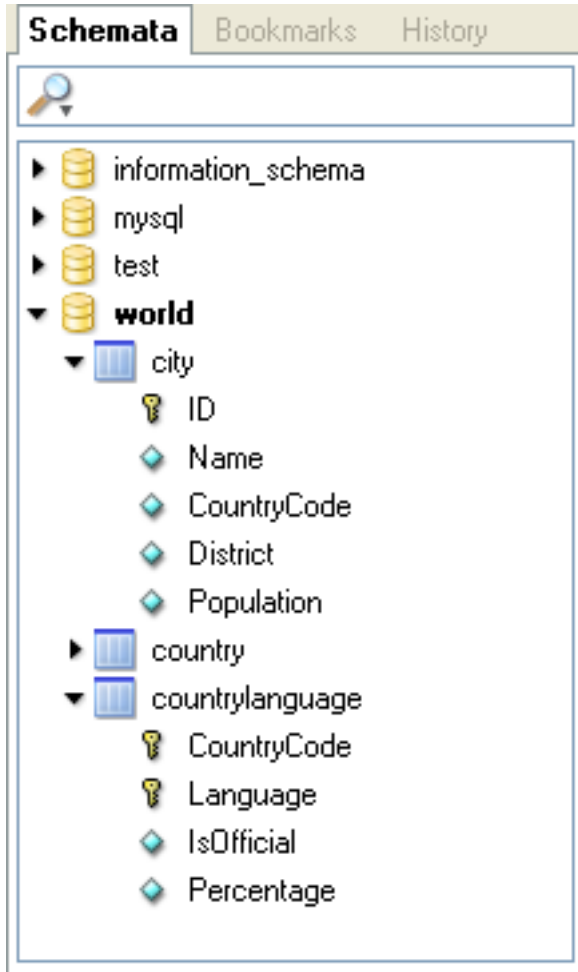 Schemata Bookmarks History
information_schema
mysql
test
world
city
ID
Name
CountryCode
District
Population
country
countrylanguage
CountryCode
Language
IsOfficial
Percentage